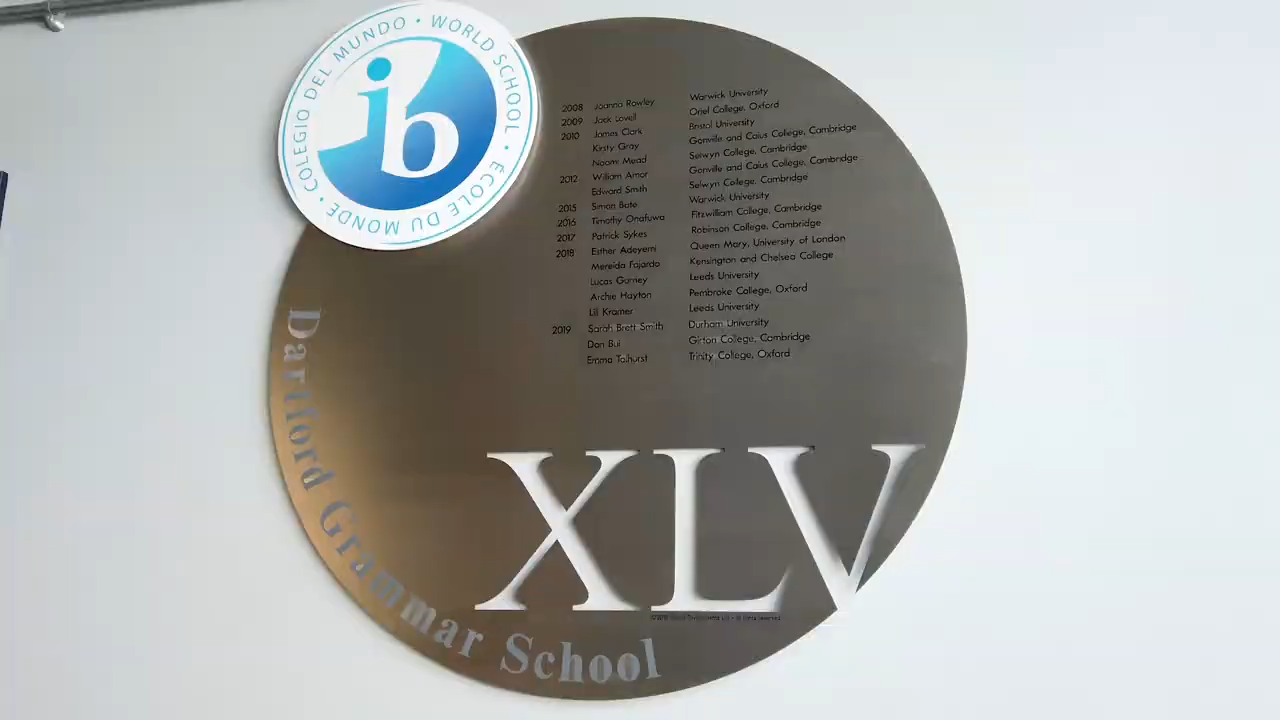 COLEGIO DEL MUNDO • WORLD SCHOOL • ÉCOLE DU MONDE •
ib
2008 Joanna Rowley Warwick University
2009 Jack Lovell Oriel College, Oxford
2010 James Clark Bristol University
Kirsty Gray Gonville and Caius College, Cambridge
Naomi Mead Selwyn College, Cambridge
2012 William Amor Gonville and Caius College, Cambridge
Edward Smith Selwyn College, Cambridge
2015 Simon Bate Warwick University
2016 Timothy Onafuwa Fitzwilliam College, Cambridge
2017 Patrick Sykes Robinson College, Cambridge
2018 Esther Adeyemi Queen Mary, University of London
Mereida Fajardo Kensington and Chelsea College
Lucas Gurney Leeds University
Archie Hayton Pembroke College, Oxford
Lili Kramer Leeds University
2019 Sarah Brett Smith Durham University
Dan Bui Girton College, Cambridge
Emma Tolhurst Trinity College, Oxford
XLV
Dartford Grammar School